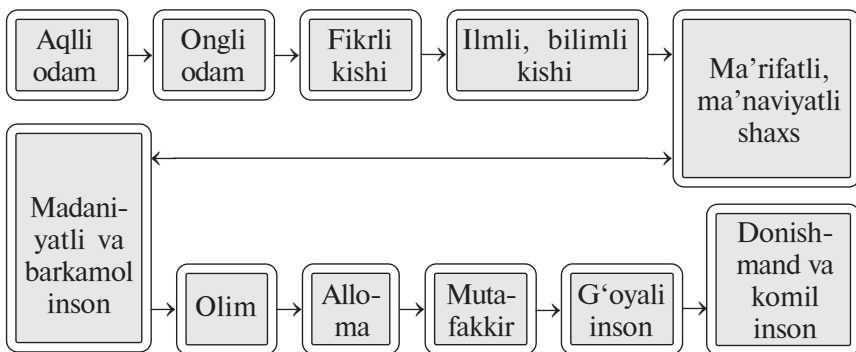 Aqlli
odam
Ongli
odam
Fikrli
kishi
Ilmli, bilimli
kishi
Ma’rifatli,
ma’naviyatli
shaxs
Madani-
yatli va
barkamol
inson
Olim
Allo-
ma
Muta-
fakkir
G‘oyali
inson
Donish-
mand va
komil
inson